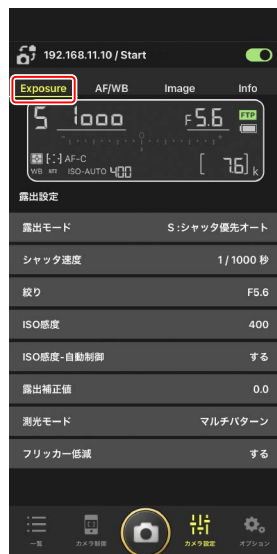 192.168.11.10 / Start
Exposure AF/WB Image Info
S 1000 F5.6 FTP
AF-C
WB ISO-AUTO 400 [ 7.6] k
露出設定
露出モード S :シャッタ優先オート
シャッタ速度 1 / 1000 秒
絞り F5.6
ISO感度 400
ISO感度-自動制御 する
露出補正値 0.0
測光モード マルチパターン
フリッカー低減 する
一覧 カメラ制御 カメラ設定 オプション